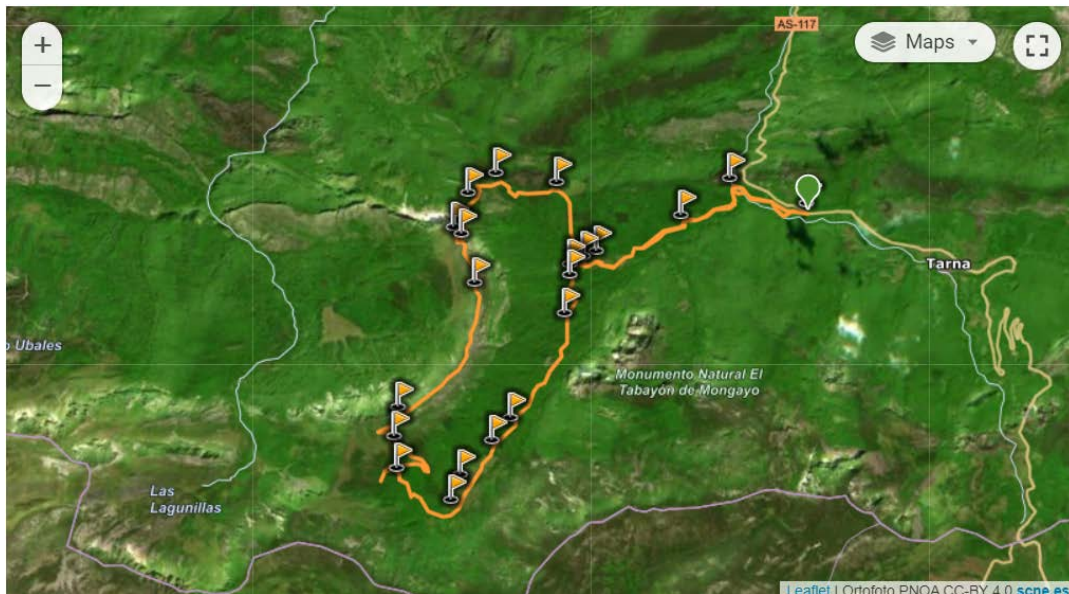 AS-117
+
−
Maps
Tarna
o Ubales
Monumento Natural El
Tabayón de Mongayo
Las
Lagunillas
Leaflet | Ortofoto PNOA CC-BY 4.0 scne.es